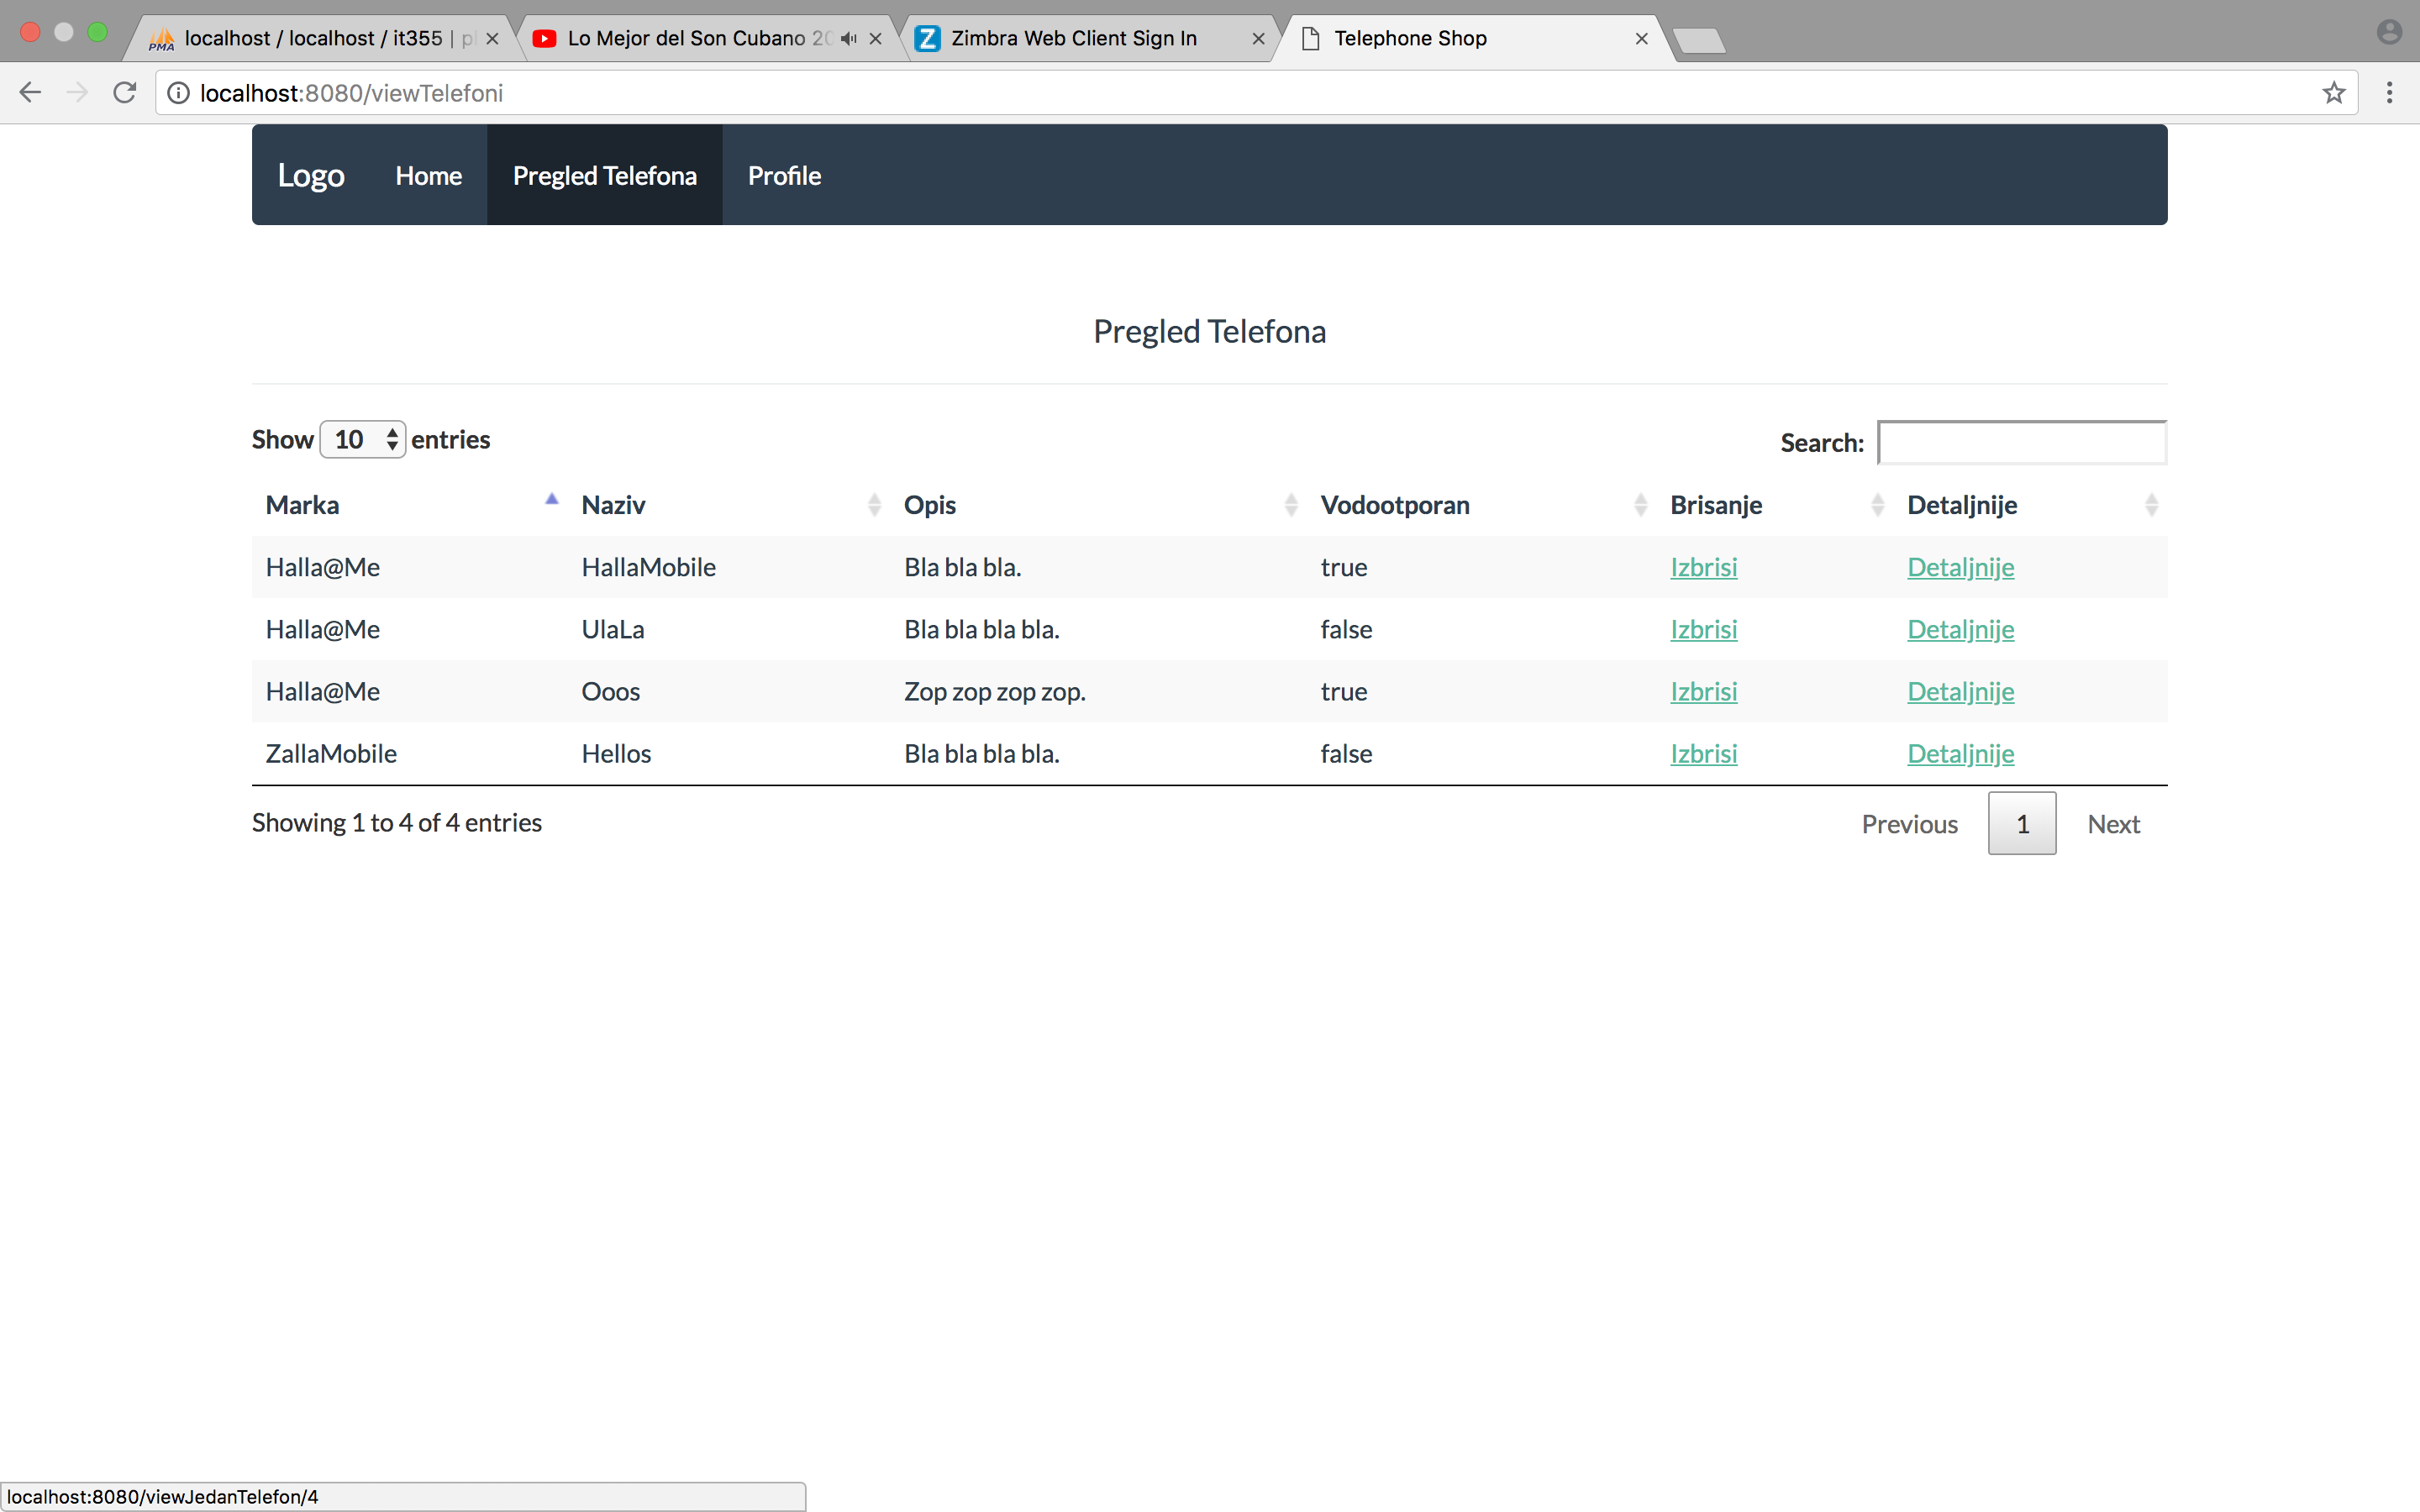 PMA localhost / localhost / it355 | Lo Mejor del Son Cubano Z Zimbra Web Client Sign In Telephone Shop
localhost:8080/viewTelefoni
Logo Home Pregled Telefona Profile
Pregled Telefona
Show 10 entries Search:
Marka Naziv Opis Vodootporan Brisanje Detaljnije
Halla@Me HallaMobile Bla bla bla. true Izbrisi Detaljnije
Halla@Me UlaLa Bla bla bla bla. false Izbrisi Detaljnije
Halla@Me Ooos Zop zop zop zop. true Izbrisi Detaljnije
ZallaMobile Hellos Bla bla bla bla. false Izbrisi Detaljnije
Showing 1 to 4 of 4 entries Previous 1 Next
localhost:8080/viewJedanTelefon/4